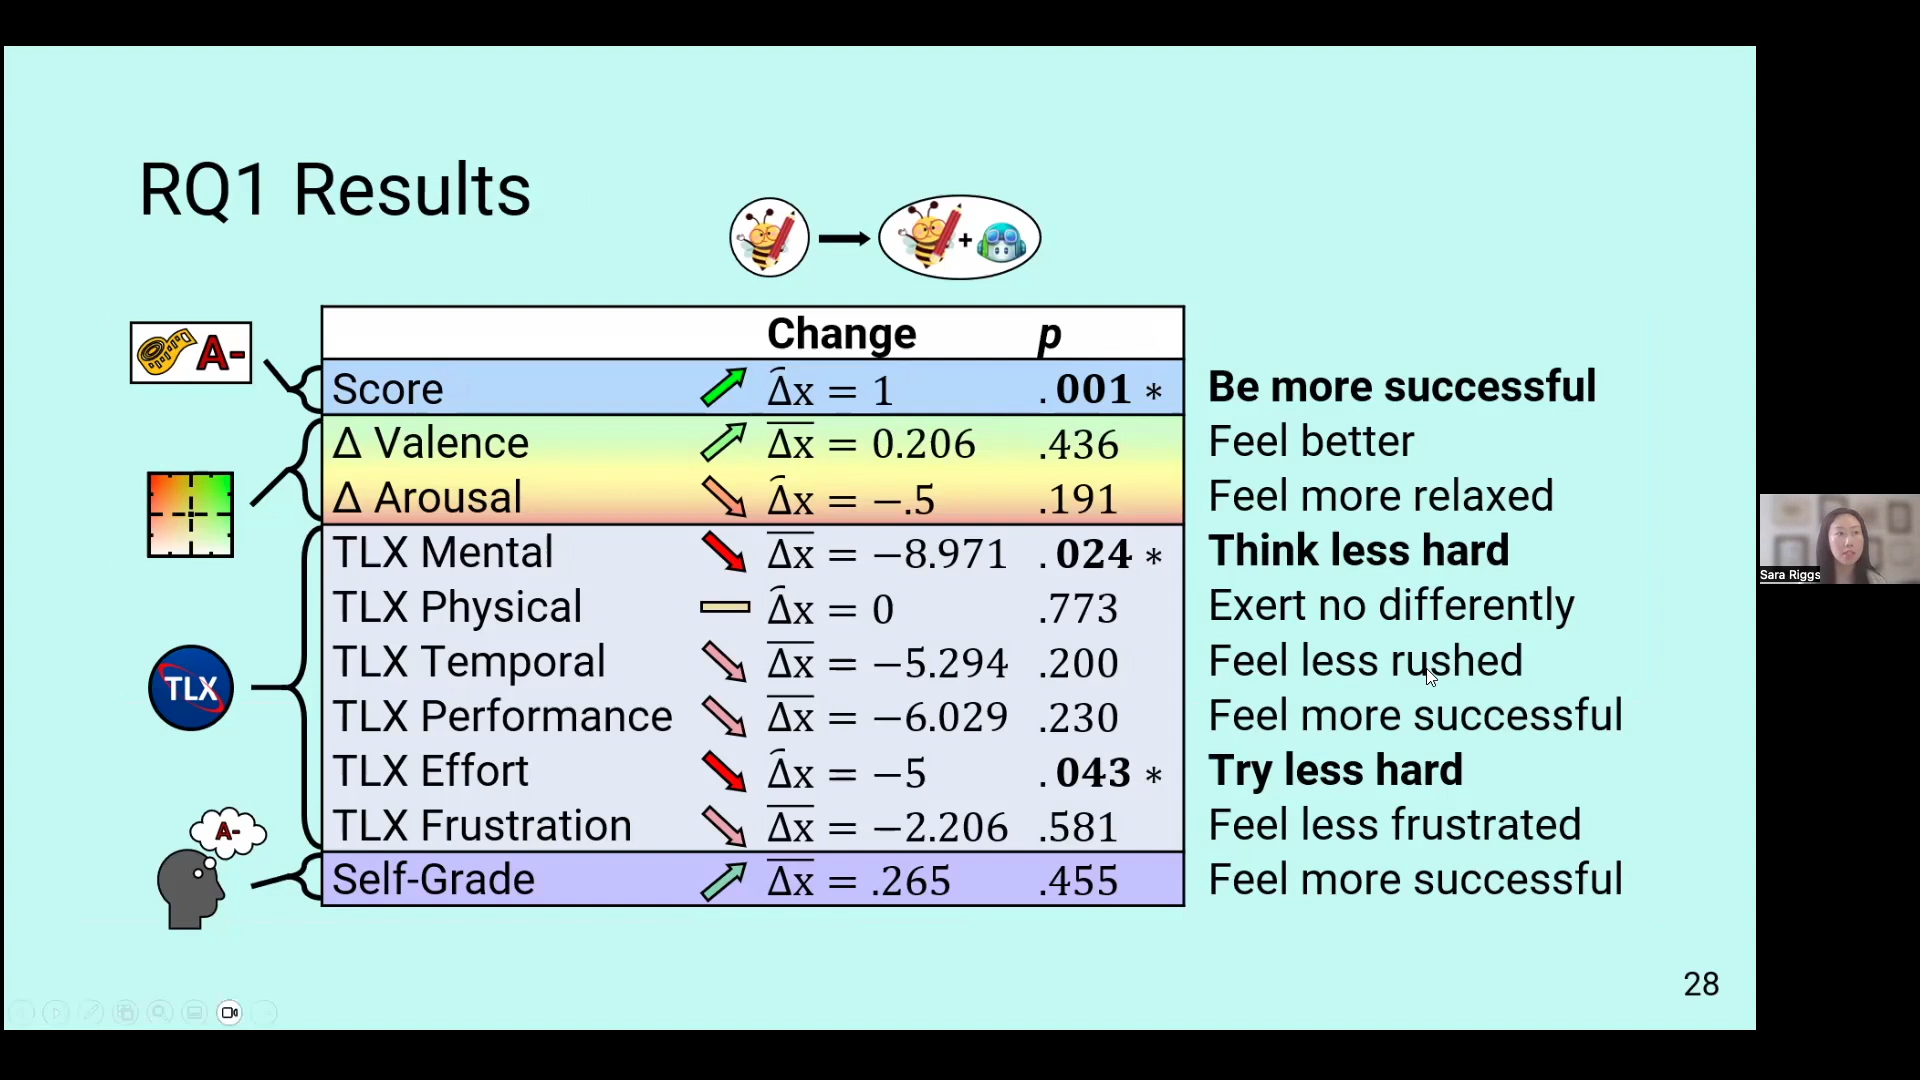 RQ1 Results
+
Change p
A-
Score Δ͡x = 1 .001 * Be more successful
Δ Valence Δ̅x̅ = 0.206 .436 Feel better
Δ Arousal Δ͡x = −.5 .191 Feel more relaxed
TLX Mental Δ̅x̅ = −8.971 .024 * Think less hard
TLX Physical Δ͡x = 0 .773 Exert no differently
TLX Temporal Δ̅x̅ = −5.294 .200 Feel less rushed
TLX
TLX Performance Δ̅x̅ = −6.029 .230 Feel more successful
TLX Effort Δ͡x = −5 .043 * Try less hard
TLX Frustration Δ̅x̅ = −2.206 .581 Feel less frustrated
A-
Self-Grade Δ̅x̅ = .265 .455 Feel more successful
28
Sara Riggs